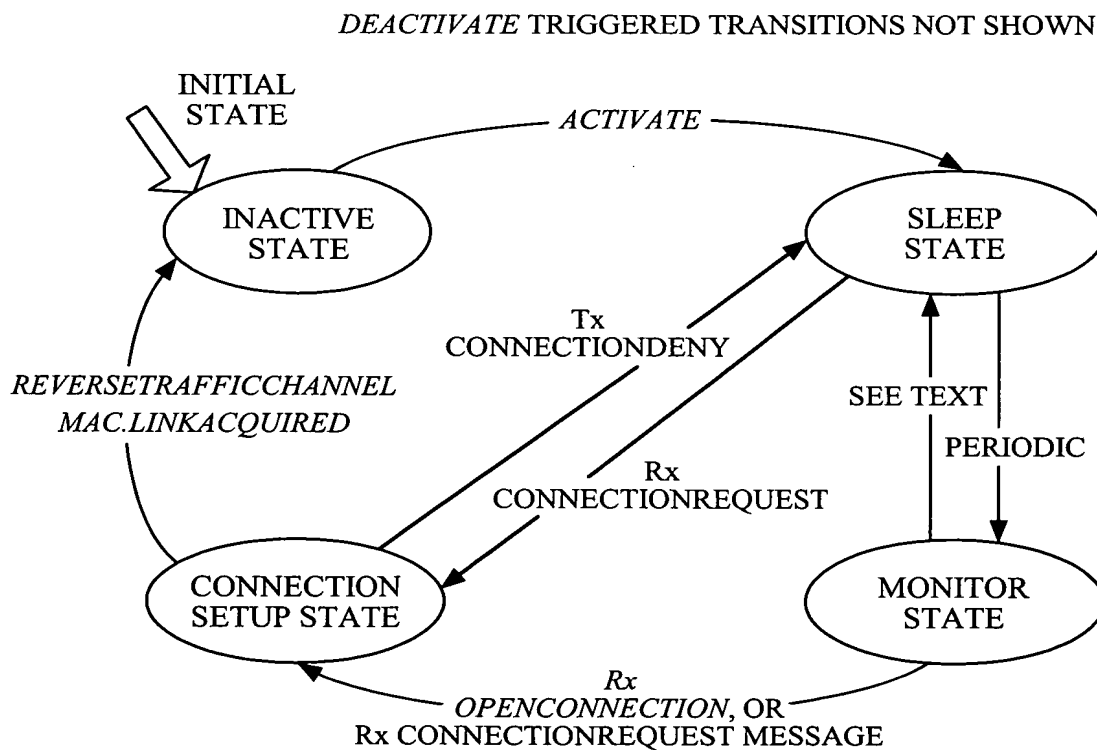 DEACTIVATE TRIGGERED TRANSITIONS NOT SHOWN
INITIAL
STATE
ACTIVATE
INACTIVE
STATE
SLEEP
STATE
Tx
CONNECTIONDENY
REVERSETRAFFICCHANNEL
MAC.LINKACQUIRED
SEE TEXT
PERIODIC
Rx
CONNECTIONREQUEST
CONNECTION
SETUP STATE
MONITOR
STATE
Rx
OPENCONNECTION, OR
Rx CONNECTIONREQUEST MESSAGE